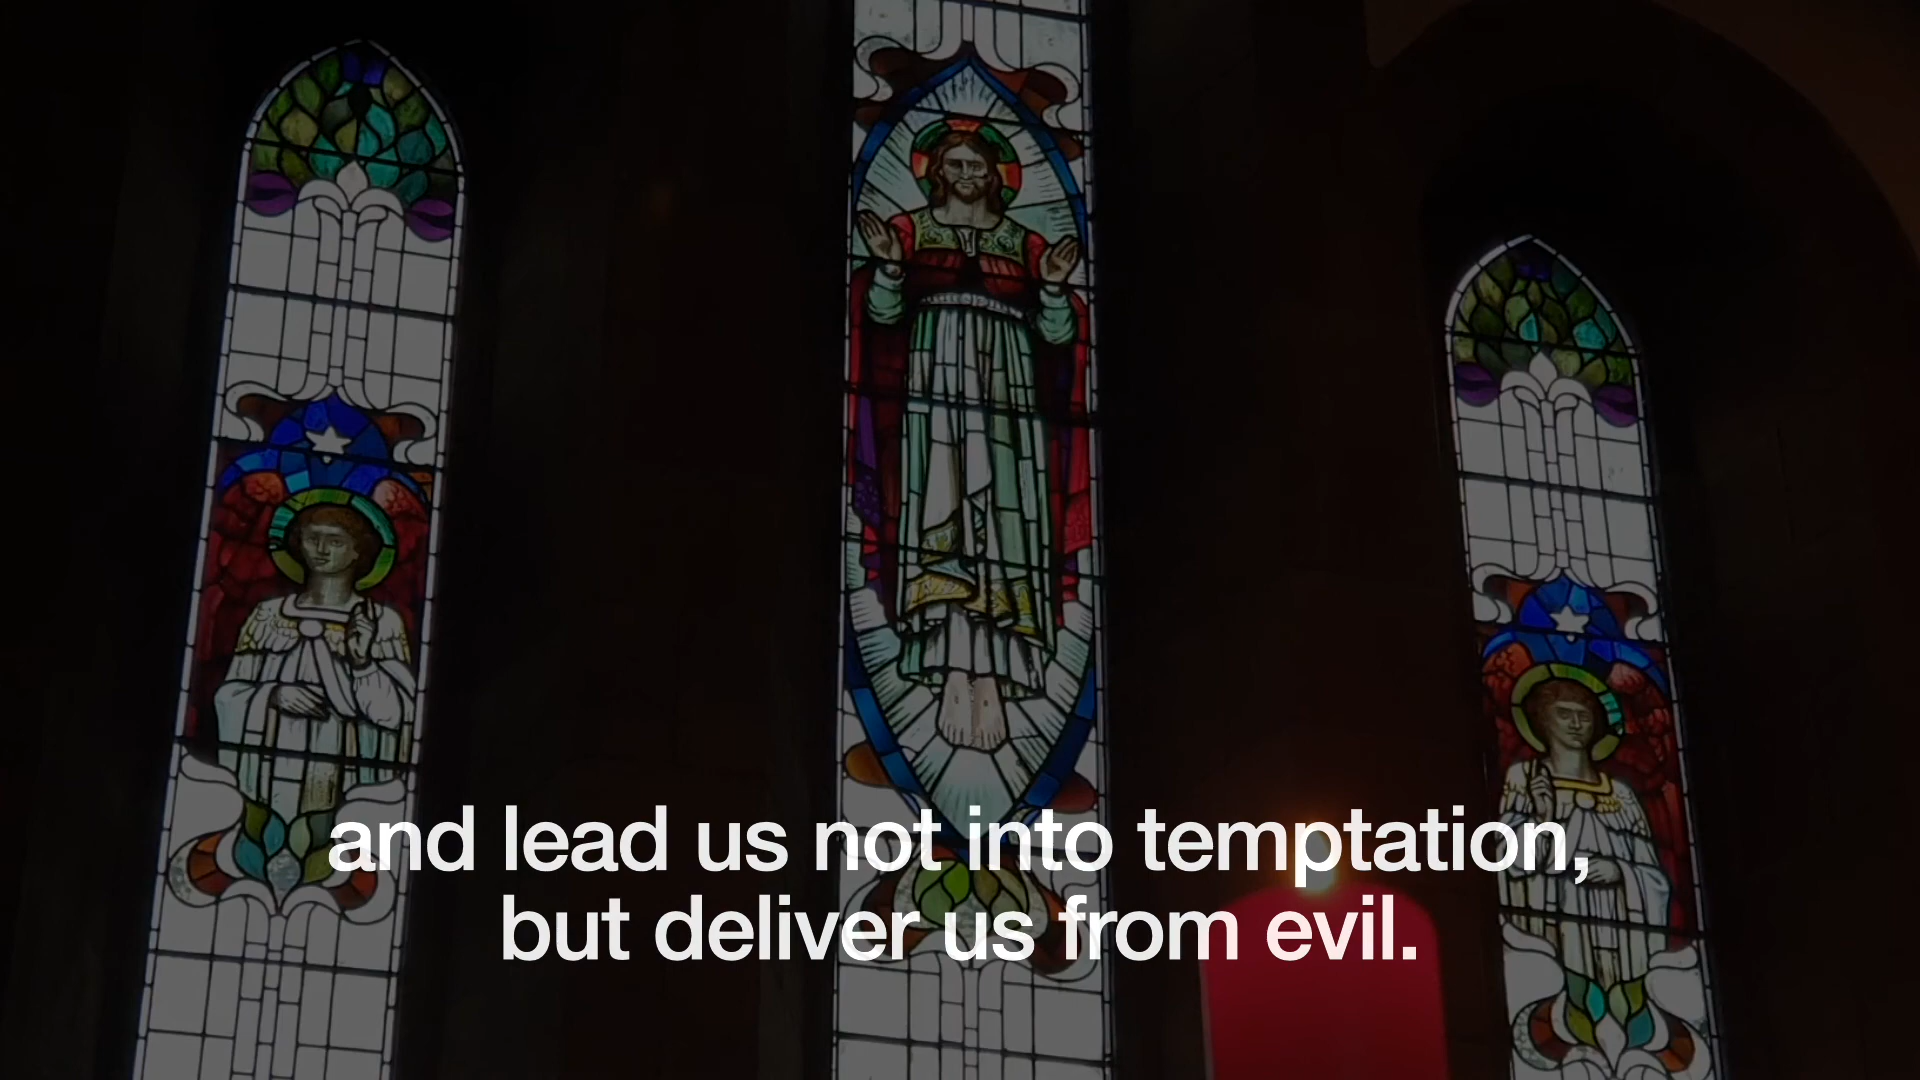 and lead us not into temptation,
but deliver us from evil.